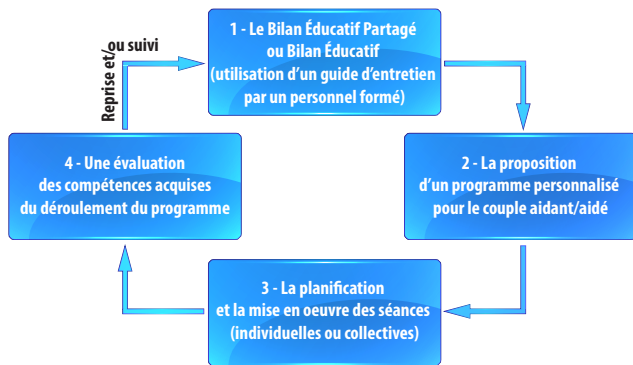 1 - Le Bilan Éducatif Partagé
ou Bilan Éducatif
(utilisation d'un guide d'entretien
par un personnel formé)
2 - La proposition
d'un programme personnalisé
pour le couple aidant/aidé
3 - La planification
et la mise en oeuvre des séances
(individuelles ou collectives)
4 - Une évaluation
des compétences acquises
du déroulement du programme
Reprise et/ou suivi